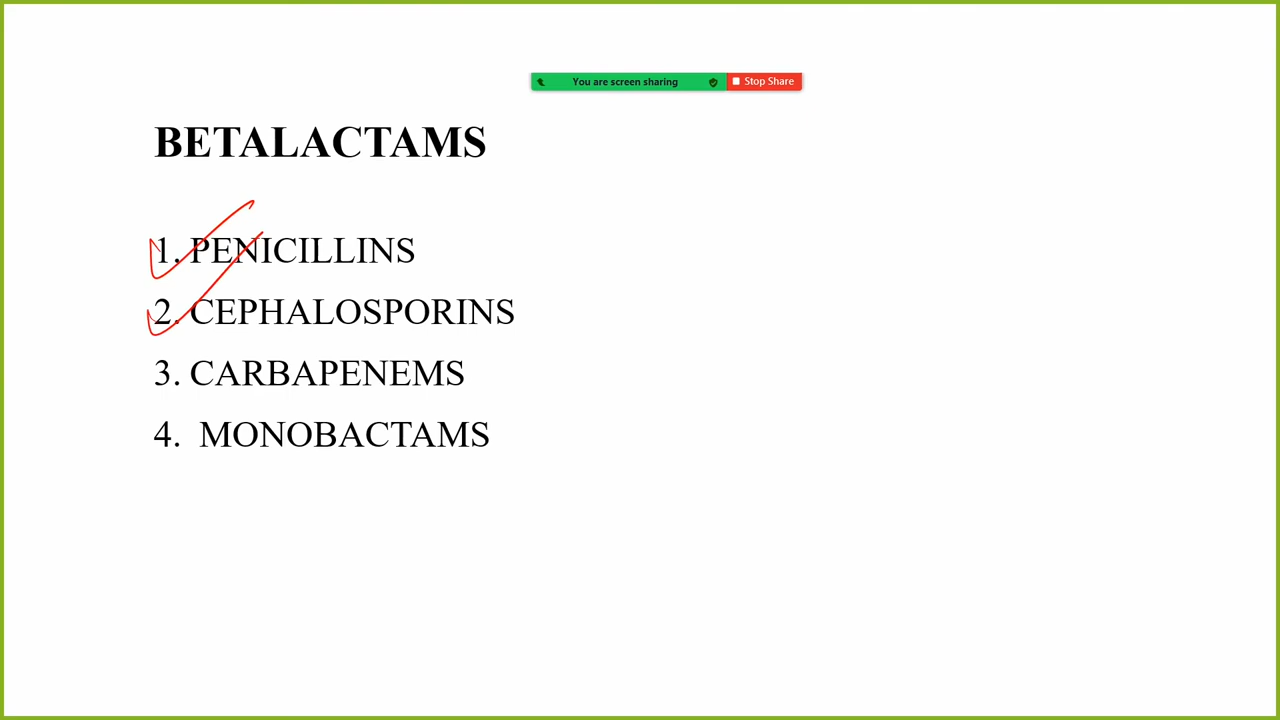 You are screen sharing Stop Share
BETALACTAMS
1. PENICILLINS
2. CEPHALOSPORINS
3. CARBAPENEMS
4. MONOBACTAMS